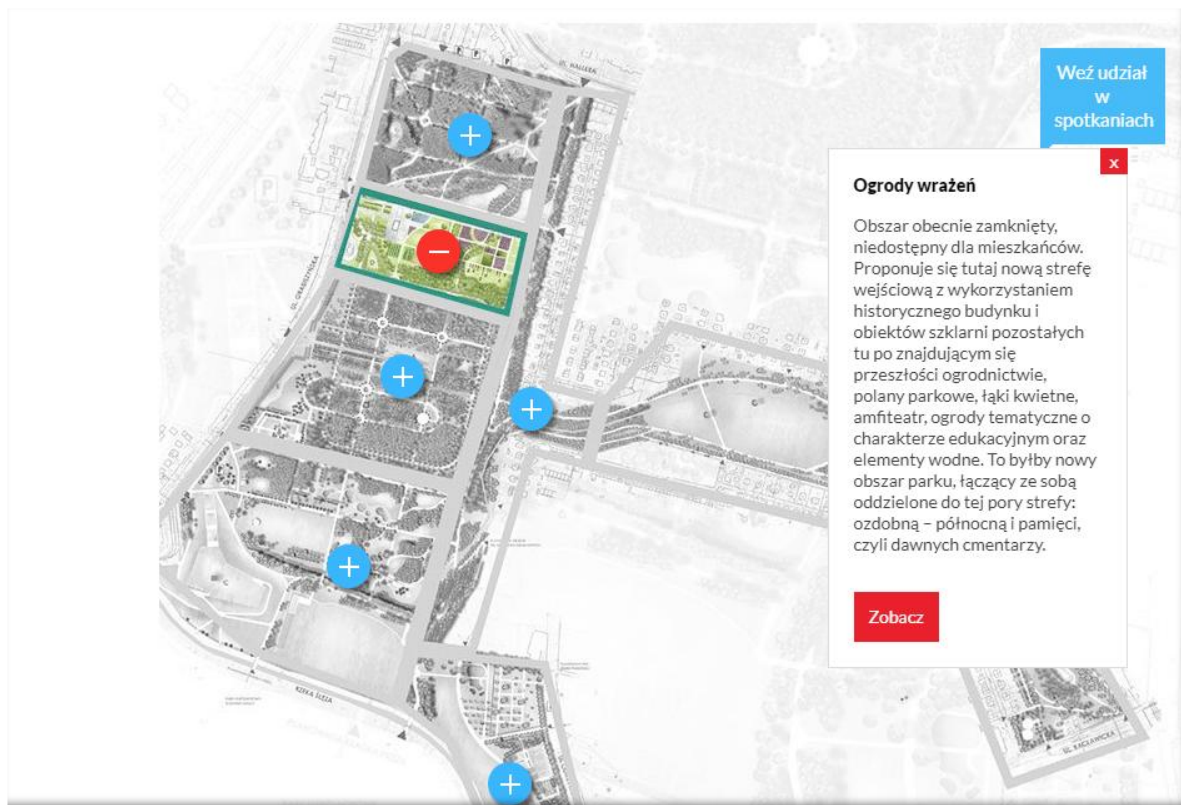 UL. HALLERA
P P P
Weź udział
w
spotkaniach
x
P
UL. GRABISZYŃSKA
Ogrody wrażeń
Obszar obecnie zamknięty,
niedostępny dla mieszkańców.
Proponuje się tutaj nową strefę
wejściową z wykorzystaniem
historycznego budynku i
obiektów szklarni pozostałych
tu po znajdującym się
przeszłości ogrodnictwie,
polany parkowe, łąki kwietne,
amfiteatr, ogrody tematyczne o
charakterze edukacyjnym oraz
elementy wodne. To byłby nowy
obszar parku, łączący ze sobą
oddzielone do tej pory strefy:
ozdobną – północną i pamięci,
czyli dawnych cmentarzy.
Zobacz
RZEKA ŚLĘZA
UL. RACŁAWICKA